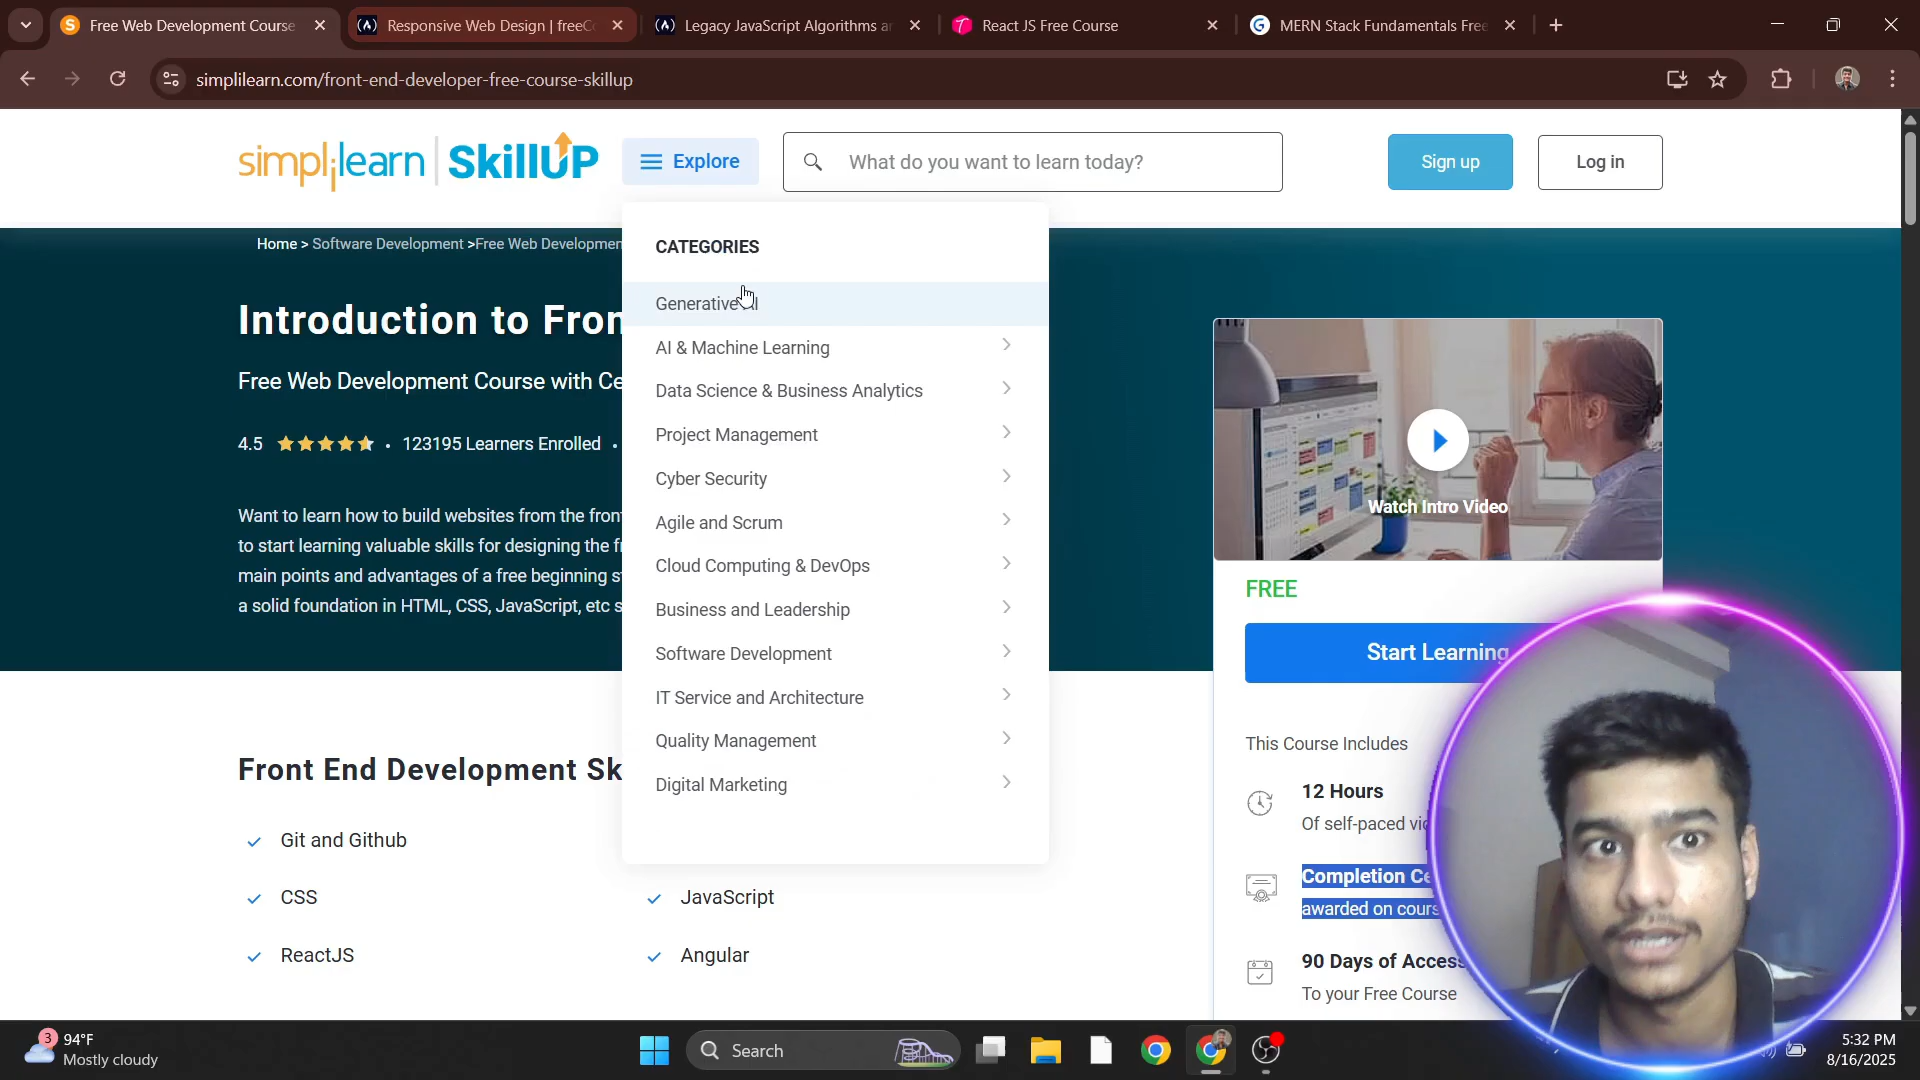 Free Web Development Course
Responsive Web Design | freeC
Legacy JavaScript Algorithms a
React JS Free Course
MERN Stack Fundamentals Free
simplilearn.com/front-end-developer-free-course-skillup
simplilearn | SkillUP
Explore
What do you want to learn today?
Sign up
Log in
Home > Software Development >Free Web Developmen
CATEGORIES
Generative AI
AI & Machine Learning
Data Science & Business Analytics
Project Management
Cyber Security
Agile and Scrum
Cloud Computing & DevOps
Business and Leadership
Software Development
IT Service and Architecture
Quality Management
Digital Marketing
Introduction to Fron
Free Web Development Course with Ce
4.5
123195 Learners Enrolled
Want to learn how to build websites from the fron
to start learning valuable skills for designing the f
main points and advantages of a free beginning s
a solid foundation in HTML, CSS, JavaScript, etc s
Watch Intro Video
FREE
Start Learning
This Course Includes
12 Hours
Of self-paced vi
Completion Ce
awarded on cours
90 Days of Access
To your Free Course
Front End Development Sk
Git and Github
CSS
JavaScript
ReactJS
Angular
3
94°F
Mostly cloudy
Search
5:32 PM
8/16/2025